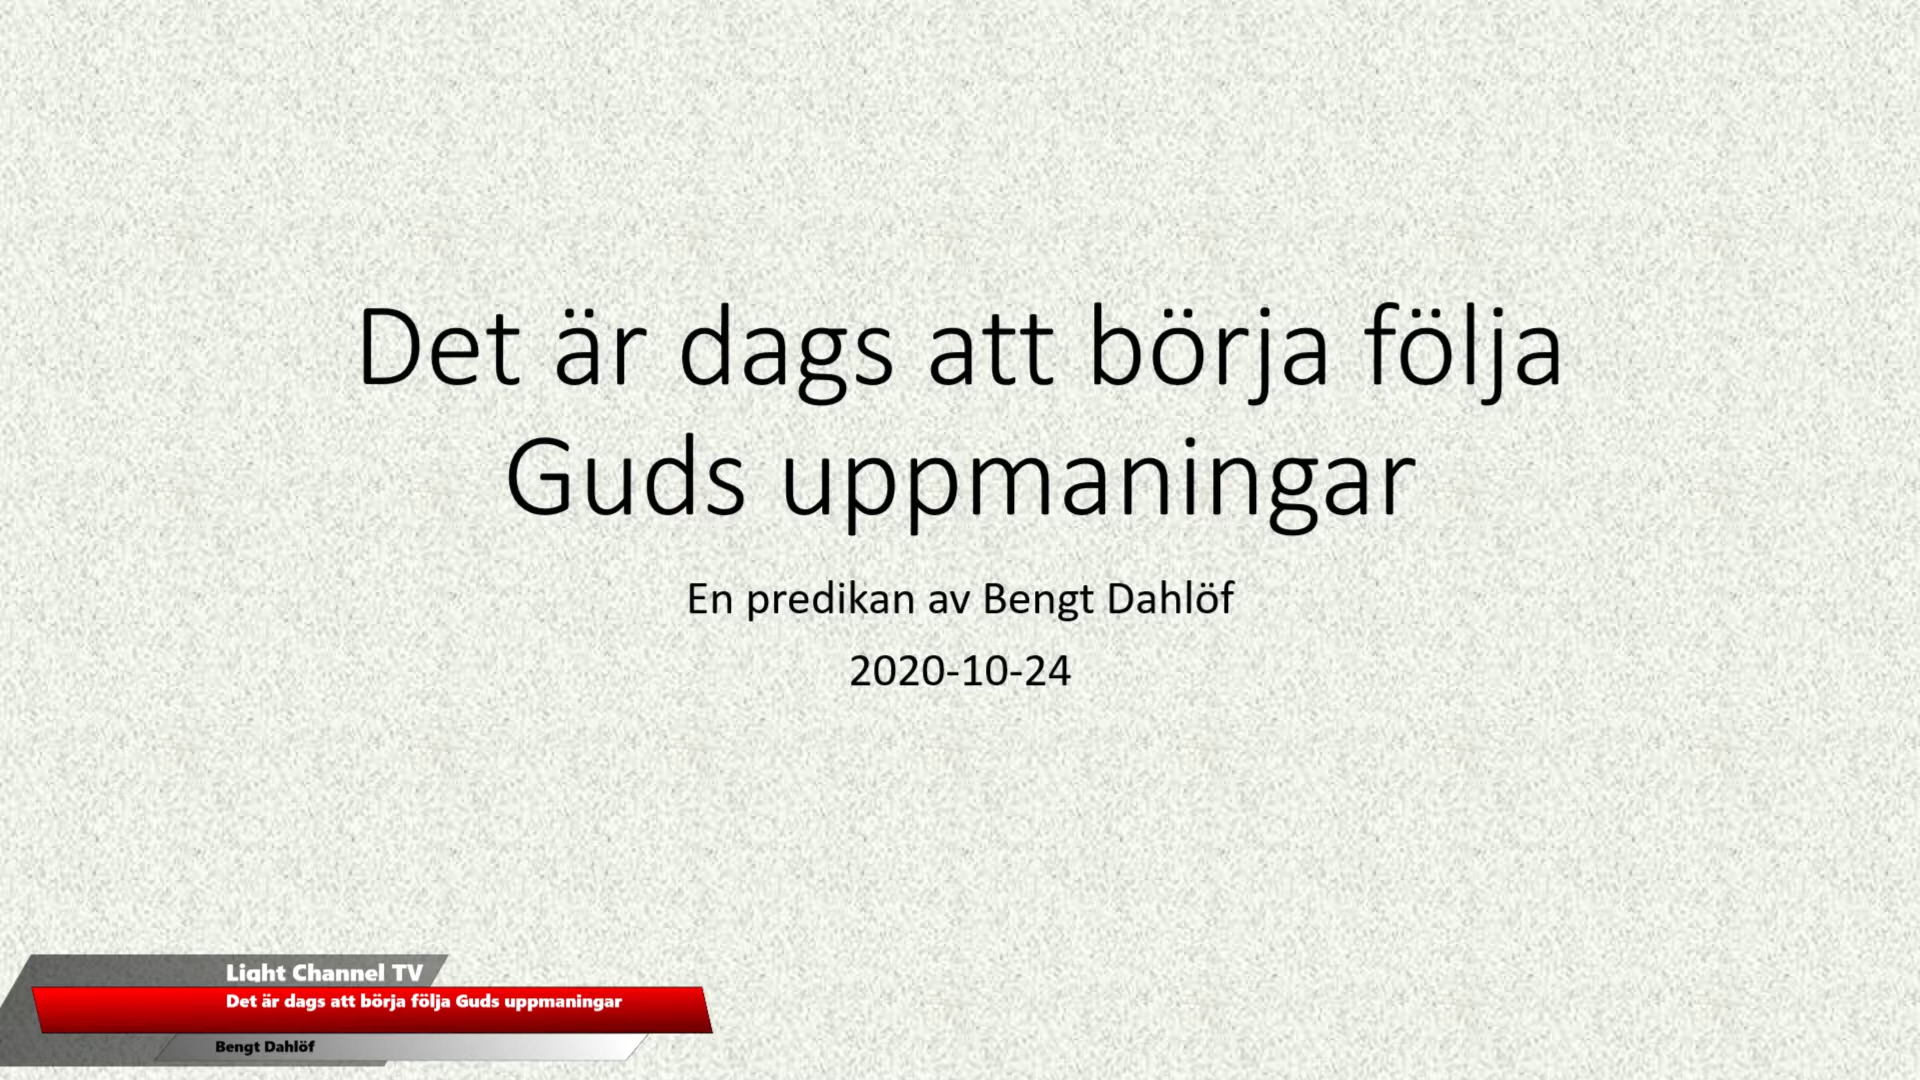 Det är dags att börja följa
Guds uppmaningar
En predikan av Bengt Dahlöf
2020-10-24
Light Channel TV
Det är dags att börja följa Guds uppmaningar
Bengt Dahlöf